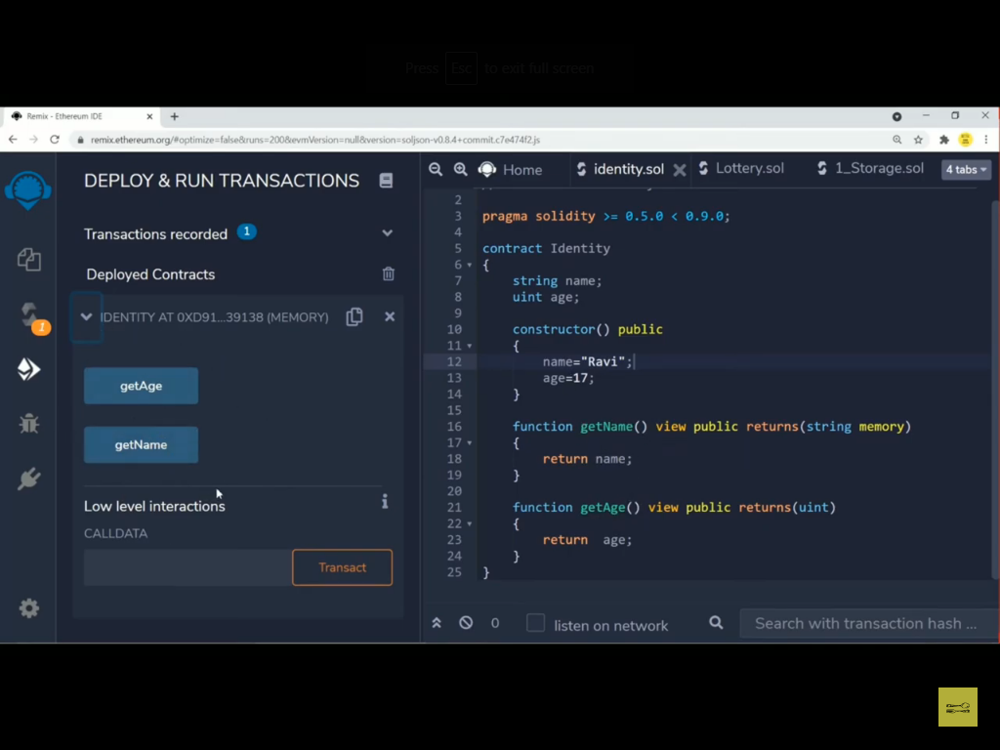 Press Esc to exit full screen
Remix - Ethereum IDE
remix.ethereum.org/#optimize=false&runs=200&evmVersion=null&version=soljson-v0.8.4+commit.c7e474f2.js
DEPLOY & RUN TRANSACTIONS
Transactions recorded 1
Deployed Contracts
IDENTITY AT 0XD91...39138 (MEMORY)
getAge
getName
Low level interactions
CALLDATA
Transact
1
Home identity.sol Lottery.sol 1_Storage.sol 4 tabs
2
3 pragma solidity >= 0.5.0 < 0.9.0;
4
5 contract Identity
6 {
7 string name;
8 uint age;
9
10 constructor() public
11 {
12 name="Ravi";
13 age=17;
14 }
15
16 function getName() view public returns(string memory)
17 {
18 return name;
19 }
20
21 function getAge() view public returns(uint)
22 {
23 return age;
24 }
25 }
0 listen on network Search with transaction hash ...